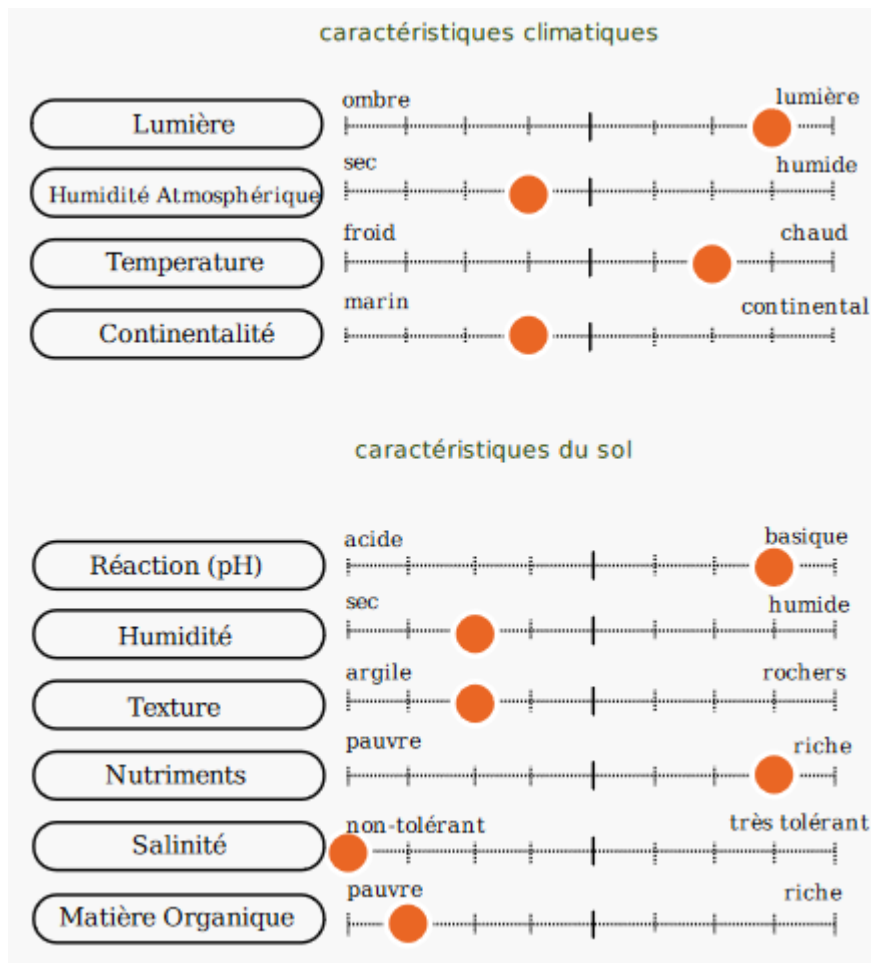 caractéristiques climatiques
Lumière
ombre
lumière
Humidité Atmosphérique
sec
humide
Temperature
froid
chaud
Continentalité
marin
continental
caractéristiques du sol
Réaction (pH)
acide
basique
Humidité
sec
humide
Texture
argile
rochers
Nutriments
pauvre
riche
Salinité
non-tolérant
très tolérant
Matière Organique
pauvre
riche